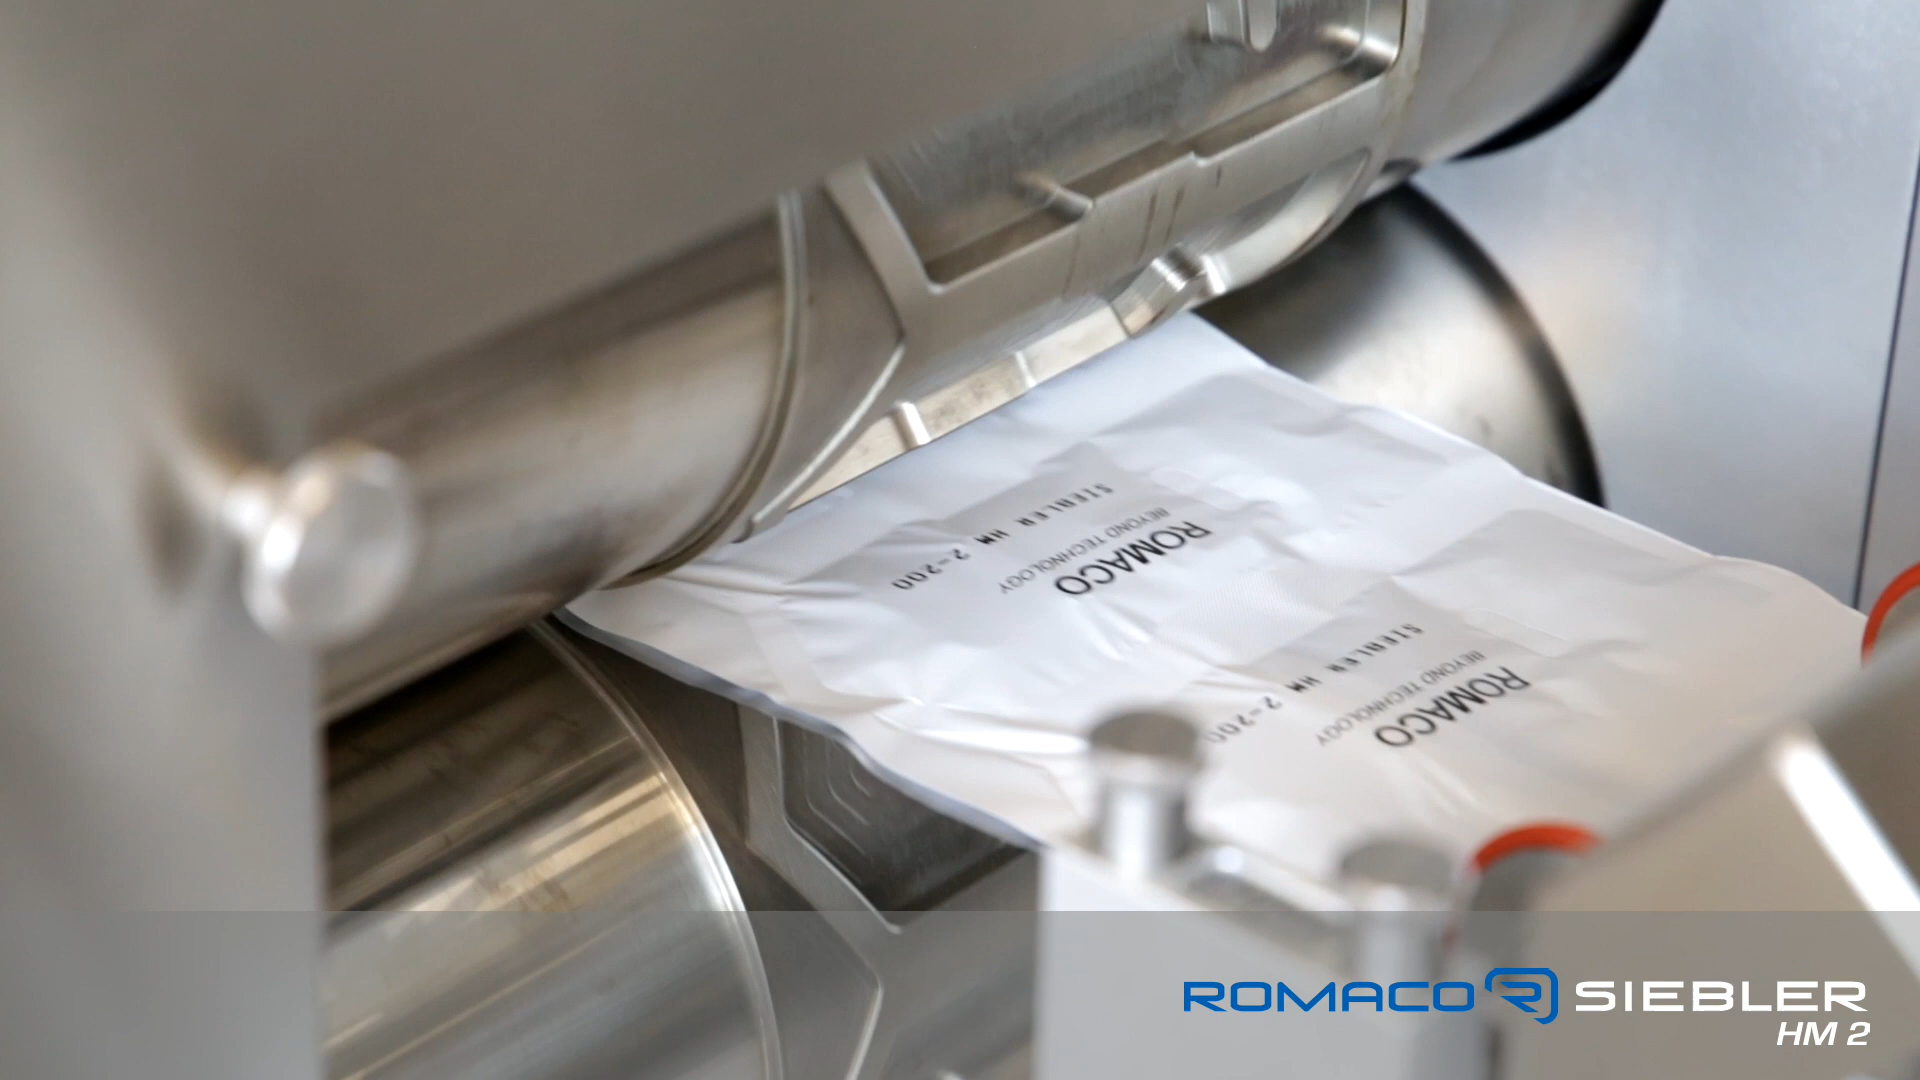 SIEBLER HM 2-200
BEYOND TECHNOLOGY
ROMACO
SIEBLER HM 2-200
BEYOND TECHNOLOGY
ROMACO
ROMACO SIEBLER
HM 2